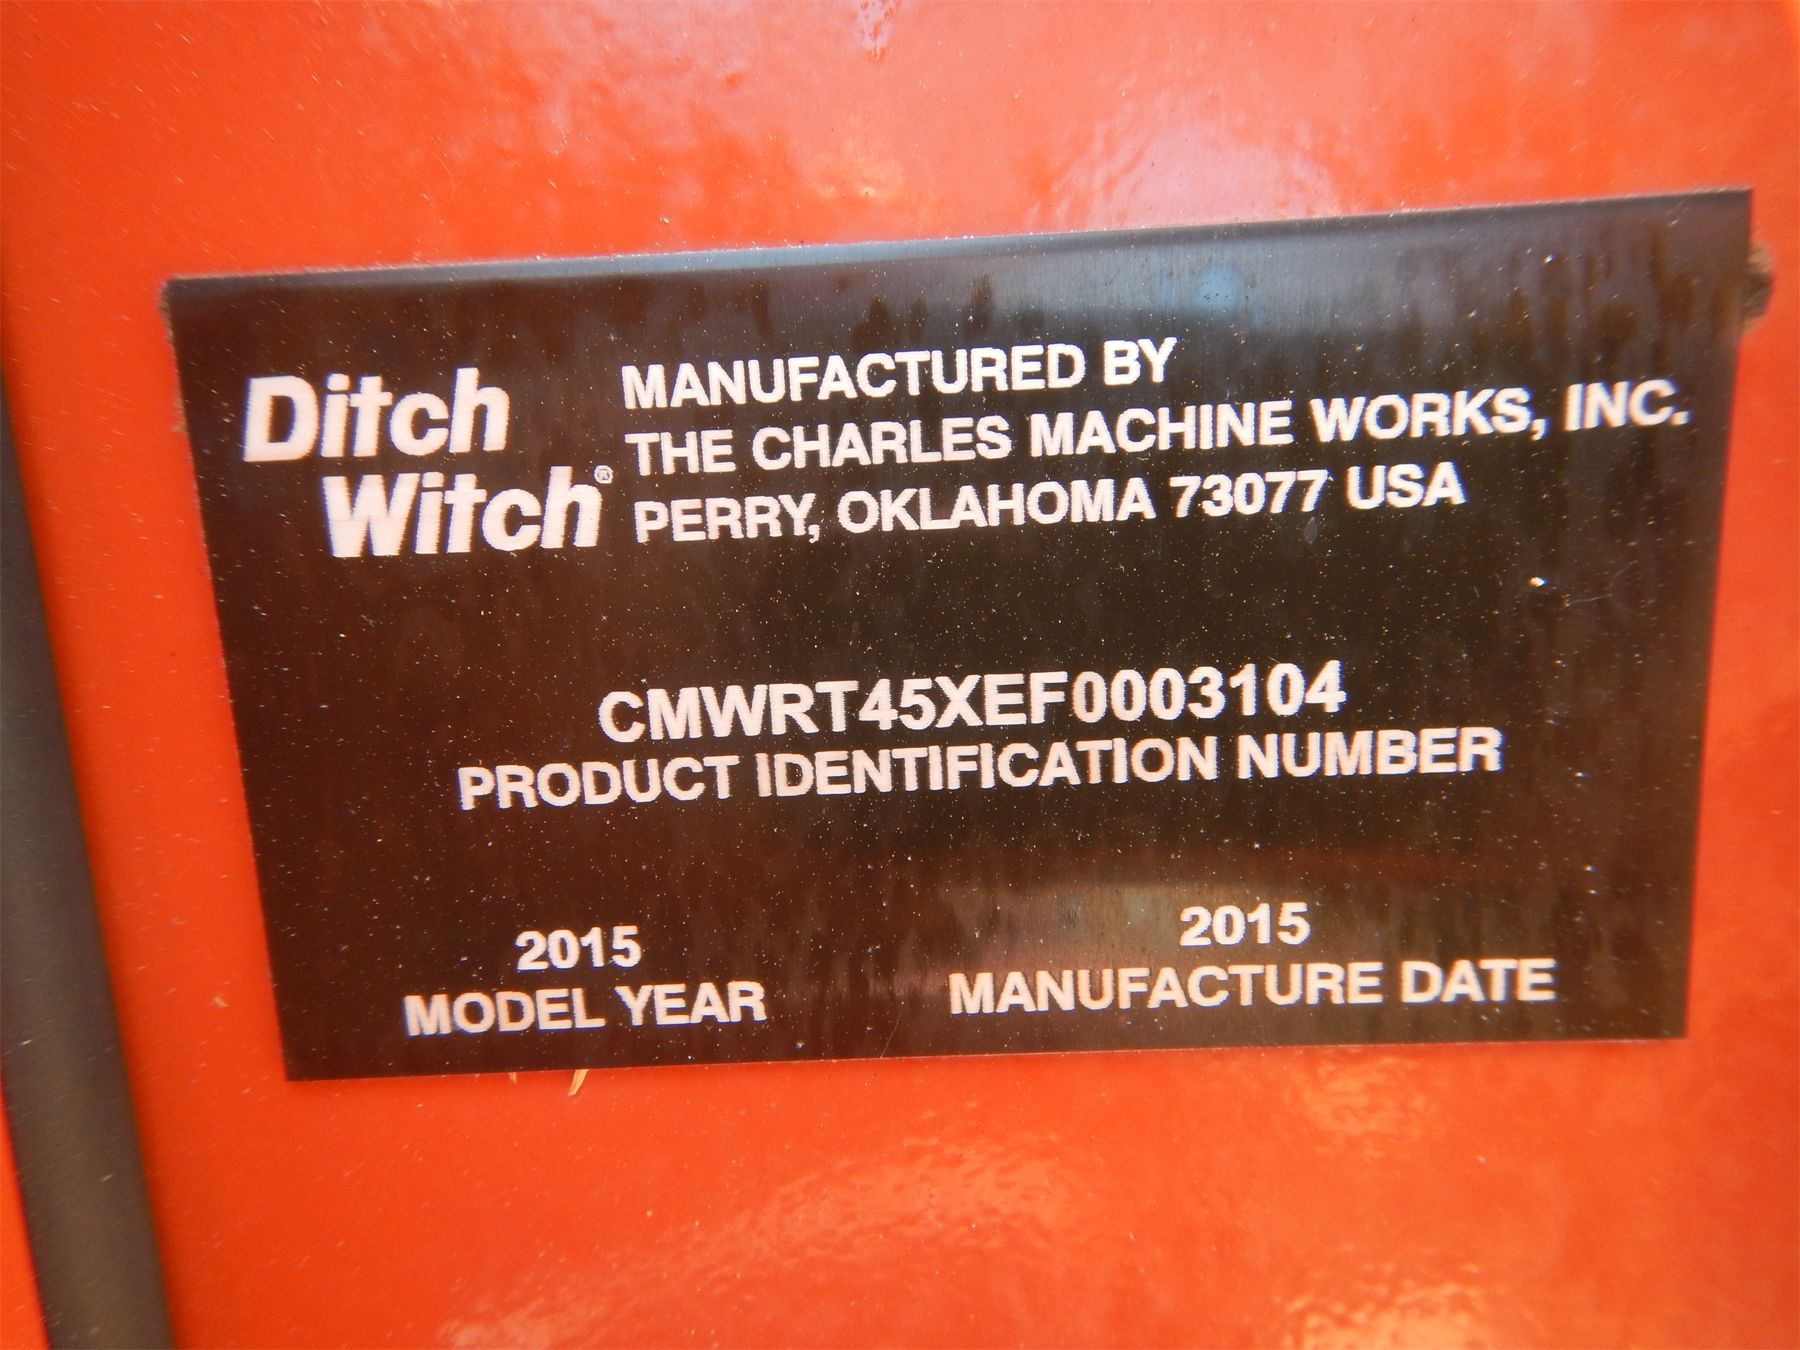 Ditch
Witch®
MANUFACTURED BY
THE CHARLES MACHINE WORKS, INC.
PERRY, OKLAHOMA 73077 USA
CMWRT45XEF0003104
PRODUCT IDENTIFICATION NUMBER
2015
MODEL YEAR
2015
MANUFACTURE DATE